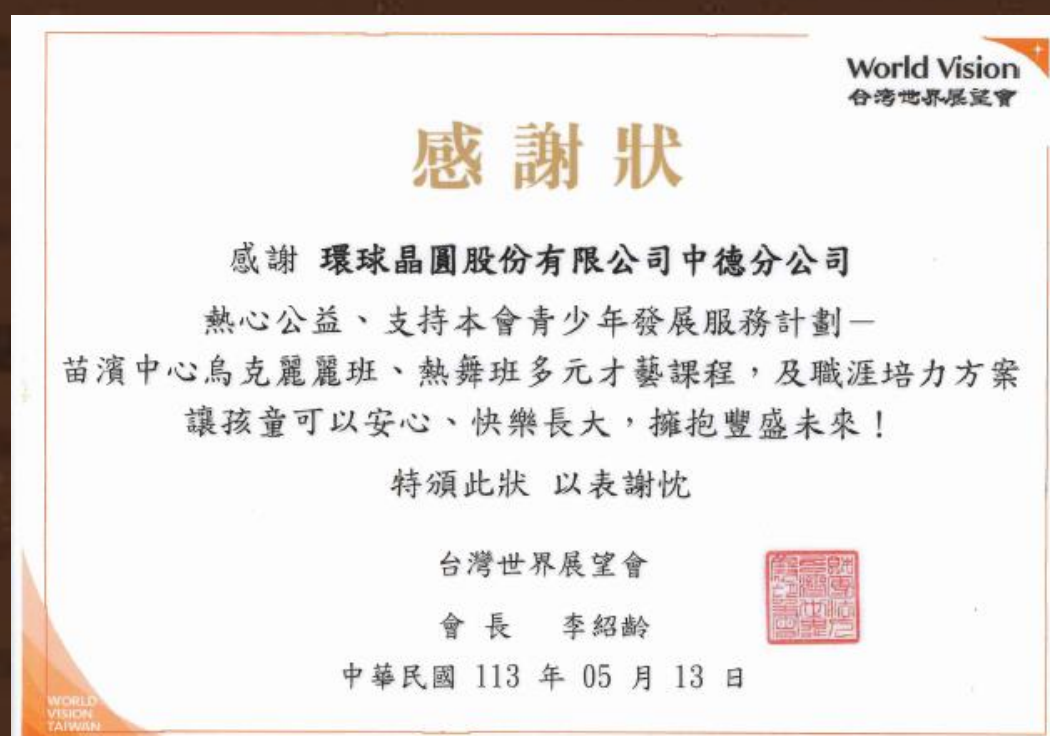 World Vision
台灣世界展望會
感謝狀
感謝 環球晶圓股份有限公司中德分公司
熱心公益、支持本會青少年發展服務計劃－
苗濱中心烏克麗麗班、熱舞班多元才藝課程，及職涯培力方案
讓孩童可以安心、快樂長大，擁抱豐盛未來！
特頒此狀 以表謝忱
台灣世界展望會
會長 李紹齡
中華民國 113 年 05 月 13 日
WORLD
VISION
TAIWAN